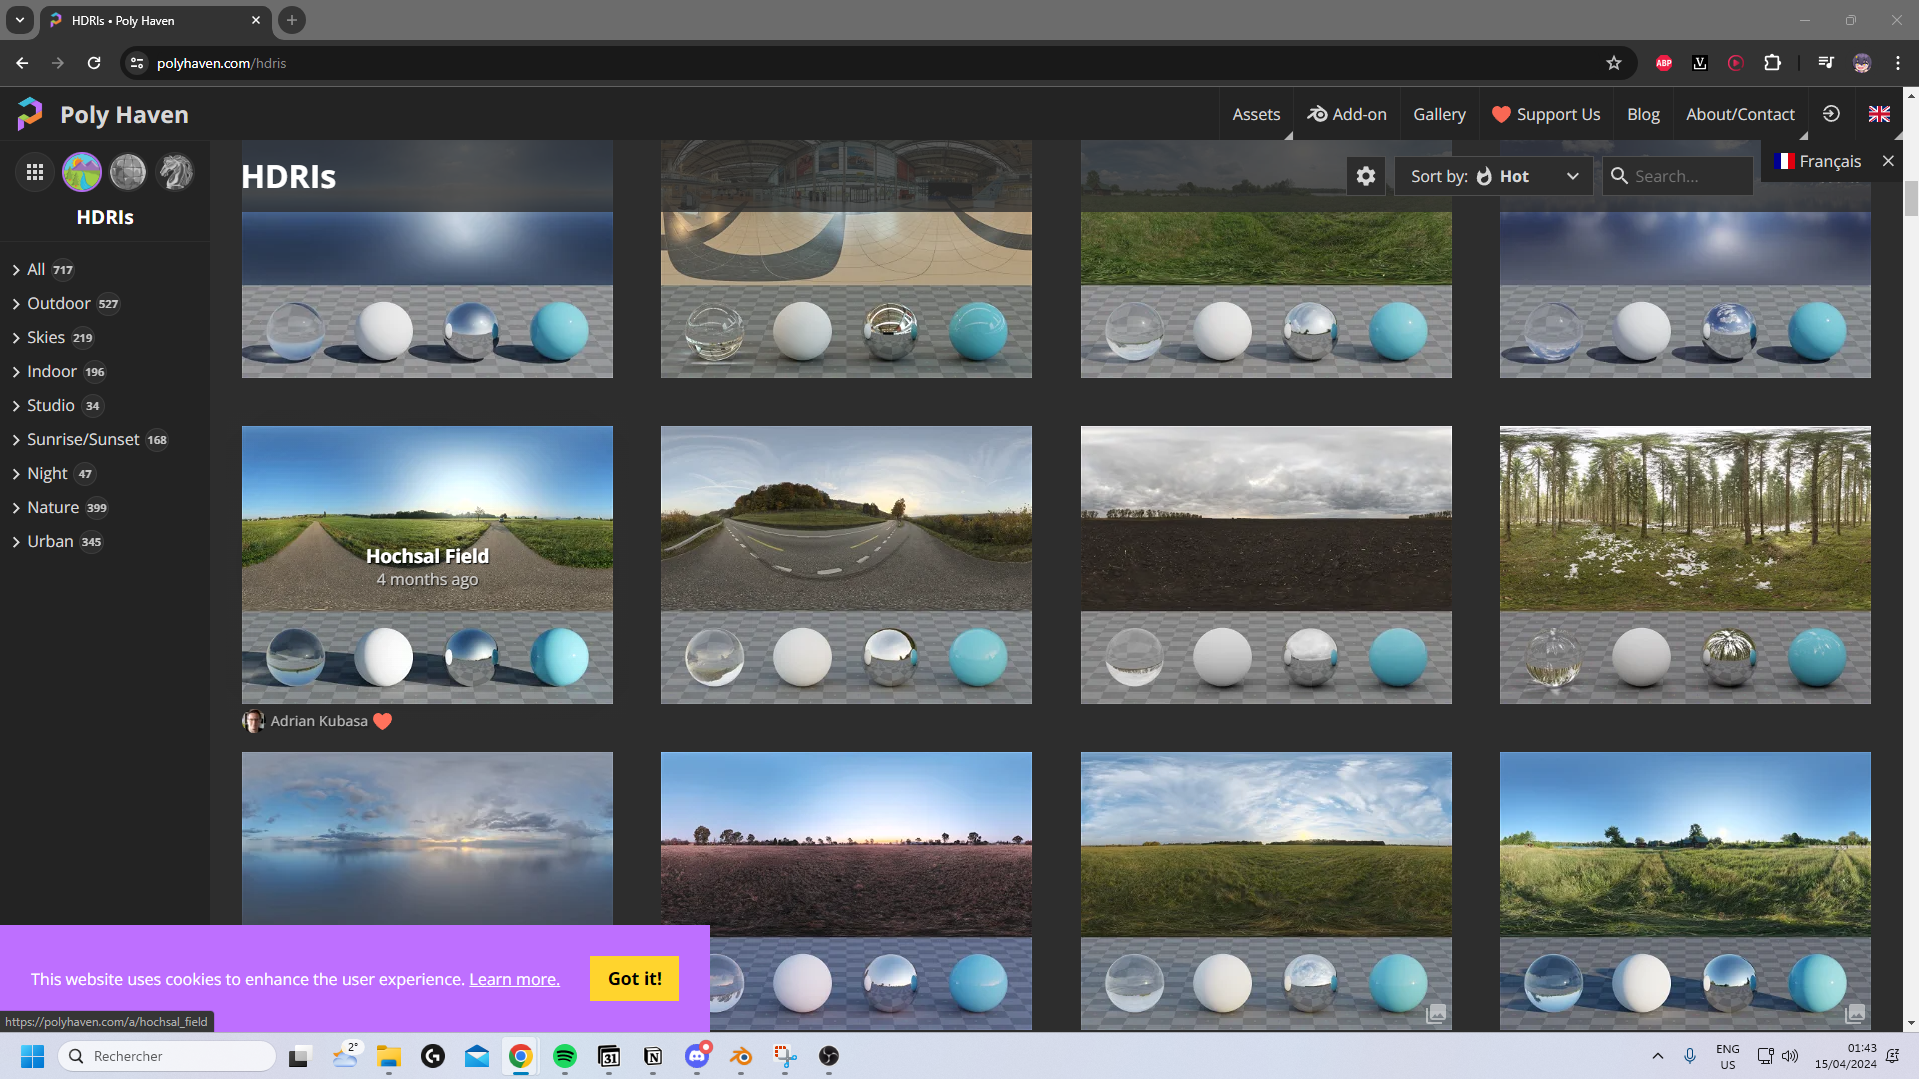 HDRIs • Poly Haven
polyhaven.com/hdris
ABP
Poly Haven
Assets
Add-on
Gallery
Support Us
Blog
About/Contact
HDRIs
Sort by: Hot
Search...
Français
HDRIs
All 717
Outdoor 527
Skies 219
Indoor 196
Studio 34
Sunrise/Sunset 168
Night 47
Nature 399
Urban 345
Hochsal Field
4 months ago
Adrian Kubasa
This website uses cookies to enhance the user experience. Learn more.
Got it!
https://polyhaven.com/a/hochsal_field
Rechercher
2°
31
ENG
US
01:43
15/04/2024